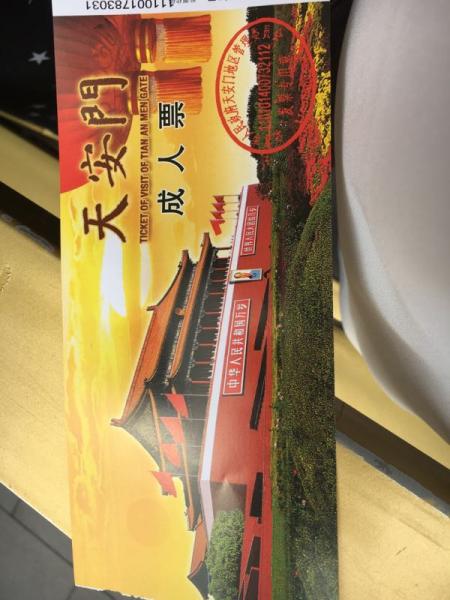 411001783031
天安門
TICKET OF VISIT OF TIAN AN MEN GATE
成人票
中华人民共和国万岁
世界人民大团结万岁